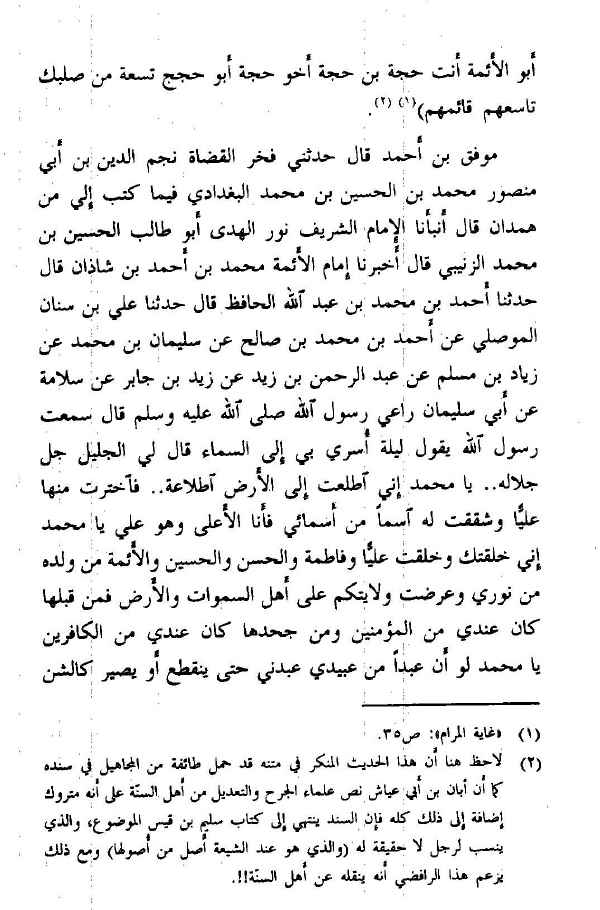 أبو الأئمة أنت حجة بن حجة أخو حجة أبو حجج تسعة من صلبك
تاسعهم قائمهم)(١)(٢).
موفق بن أحمد قال حدثني فخر القضاة نجم الدين بن أبي
منصور محمد بن الحسين بن محمد البغدادي فيما كتب إلي من
همدان قال أنبأنا الإمام الشريف نور الهدى أبو طالب الحسين بن
محمد الزنيبي قال أخبرنا إمام الأئمة محمد بن أحمد بن شاذان قال
حدثنا أحمد بن محمد بن عبد الله الحافظ قال حدثنا علي بن سنان
الموصلي عن أحمد بن محمد بن صالح عن سليمان بن محمد عن
زياد بن مسلم عن عبد الرحمن بن زيد عن زيد بن جابر عن سلامة
عن أبي سليمان راعي رسول الله صلى الله عليه وسلم قال سمعت
رسول الله يقول ليلة أسري بي إلى السماء قال لي الجليل جل
جلاله.. يا محمد إني ٱطلعت إلى الأرض ٱطلاعة.. فٱخترت منها
عليًّا وشققت له ٱسماً من أسمائي فأنا الأعلى وهو علي يا محمد
إني خلقتك وخلقت عليًّا وفاطمة والحسن والحسين والأئمة من ولده
من نوري وعرضت ولايتكم على أهل السموات والأرض فمن قبلها
كان عندي من المؤمنين ومن جحدها كان عندي من الكافرين
يا محمد لو أن عبداً من عبيدي عبدني حتى ينقطع أو يصير كالشن
(١) «غاية المرام»: ص٣٥.
(٢) لاحظ هنا أن هذا الحديث المنكر في متنه قد حمل طائفة من المجاهيل في سنده
كما أن أبان بن أبي عياش نص علماء الجرح والتعديل من أهل السنة على أنه متروك
إضافة إلى ذلك كله فإن السند ينتهي إلى كتاب سليم بن قيس الموضوع، والذي
ينسب لرجل لا حقيقة له (والذي هو عند الشيعة أصل من أصولها) ومع ذلك
يزعم هذا الرافضي أنه ينقله عن أهل السنّة!!.